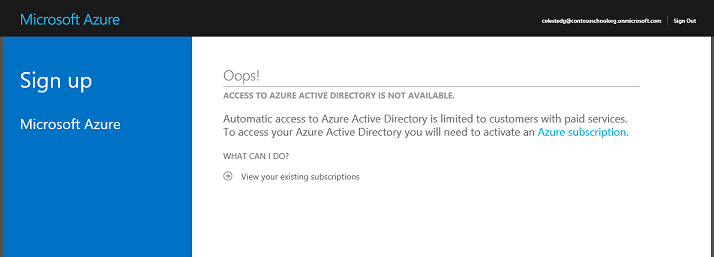 Microsoft Azure
celestedg@contososchoolorg.onmicrosoft.com Sign Out
Sign up
Microsoft Azure
Oops!
ACCESS TO AZURE ACTIVE DIRECTORY IS NOT AVAILABLE.
Automatic access to Azure Active Directory is limited to customers with paid services.
To access your Azure Active Directory you will need to activate an Azure subscription.
WHAT CAN I DO?
View your existing subscriptions